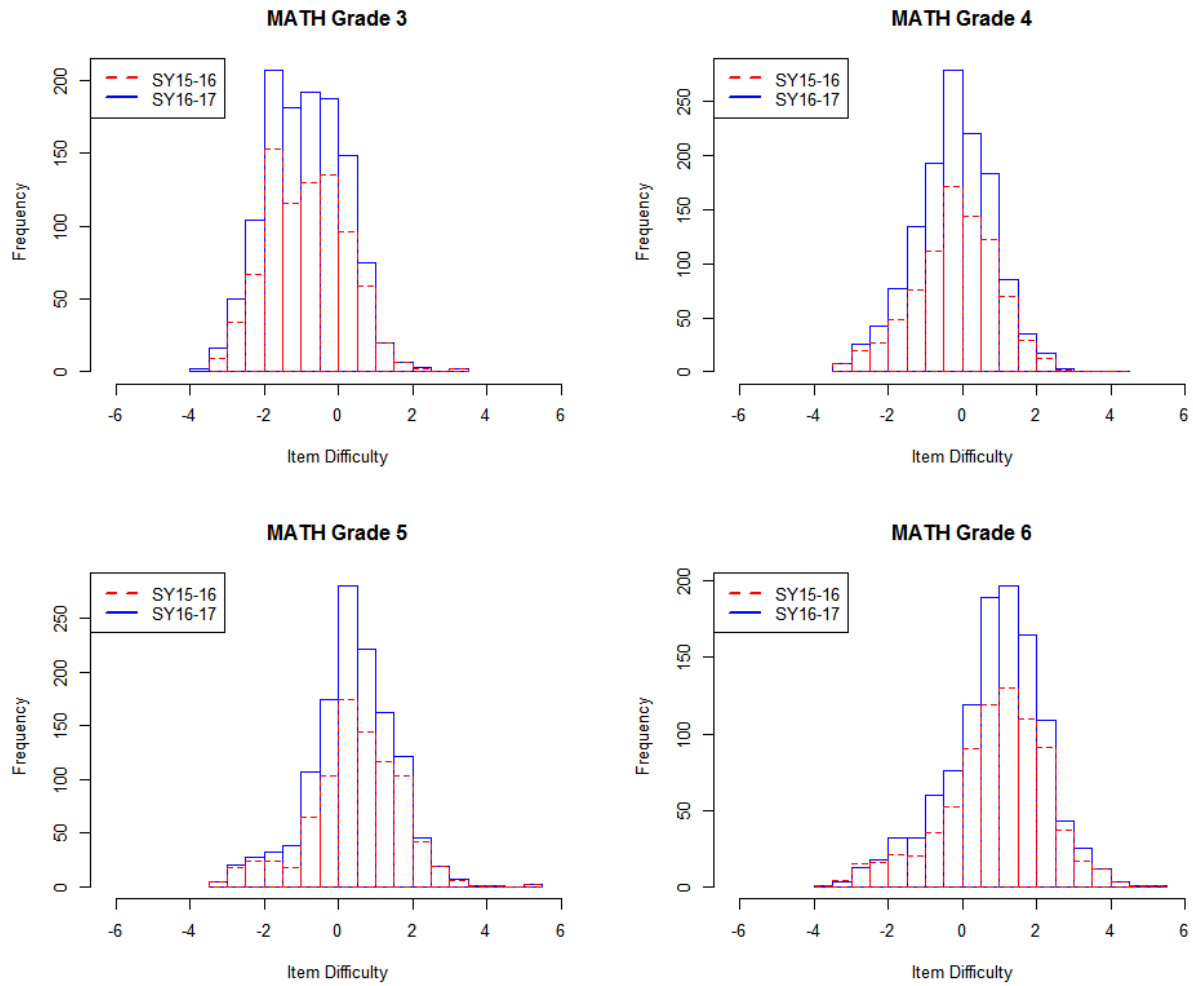 MATH Grade 3
SY15-16
SY16-17
Frequency
0 50 100 150 200
-6 -4 -2 0 2 4 6
Item Difficulty
MATH Grade 4
SY15-16
SY16-17
Frequency
0 50 100 150 200 250
-6 -4 -2 0 2 4 6
Item Difficulty
MATH Grade 5
SY15-16
SY16-17
Frequency
0 50 100 150 200 250
-6 -4 -2 0 2 4 6
Item Difficulty
MATH Grade 6
SY15-16
SY16-17
Frequency
0 50 100 150 200
-6 -4 -2 0 2 4 6
Item Difficulty